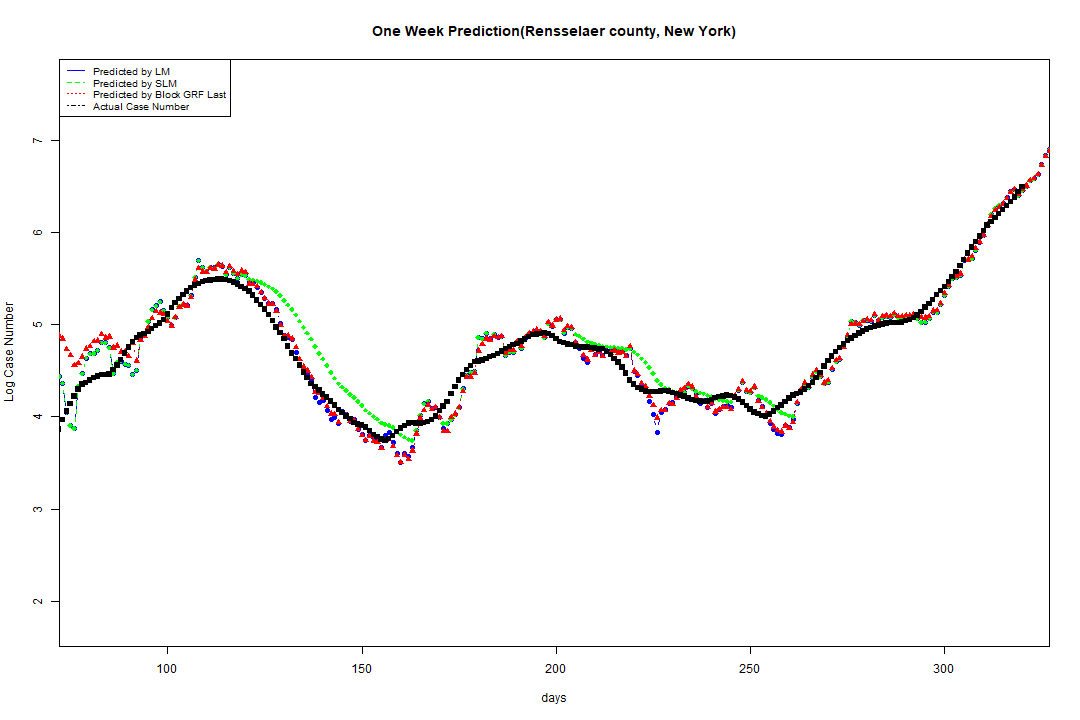 One Week Prediction(Rensselaer county, New York)
Predicted by LM
Predicted by SLM
Predicted by Block GRF Last
Actual Case Number
7
6
5
4
3
2
Log Case Number
100 150 200 250 300
days